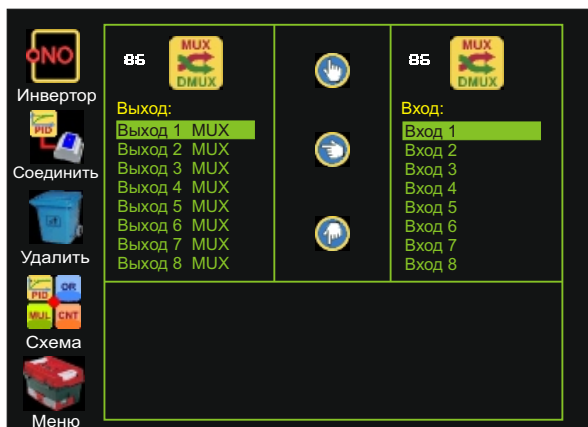 NO
Инвертор
PID
Соединить
Удалить
PID OR
MUL CNT
Схема
Меню
86
MUX
DMUX
Выход:
Выход 1 MUX
Выход 2 MUX
Выход 3 MUX
Выход 4 MUX
Выход 5 MUX
Выход 6 MUX
Выход 7 MUX
Выход 8 MUX
86
MUX
DMUX
Вход:
Вход 1
Вход 2
Вход 3
Вход 4
Вход 5
Вход 6
Вход 7
Вход 8